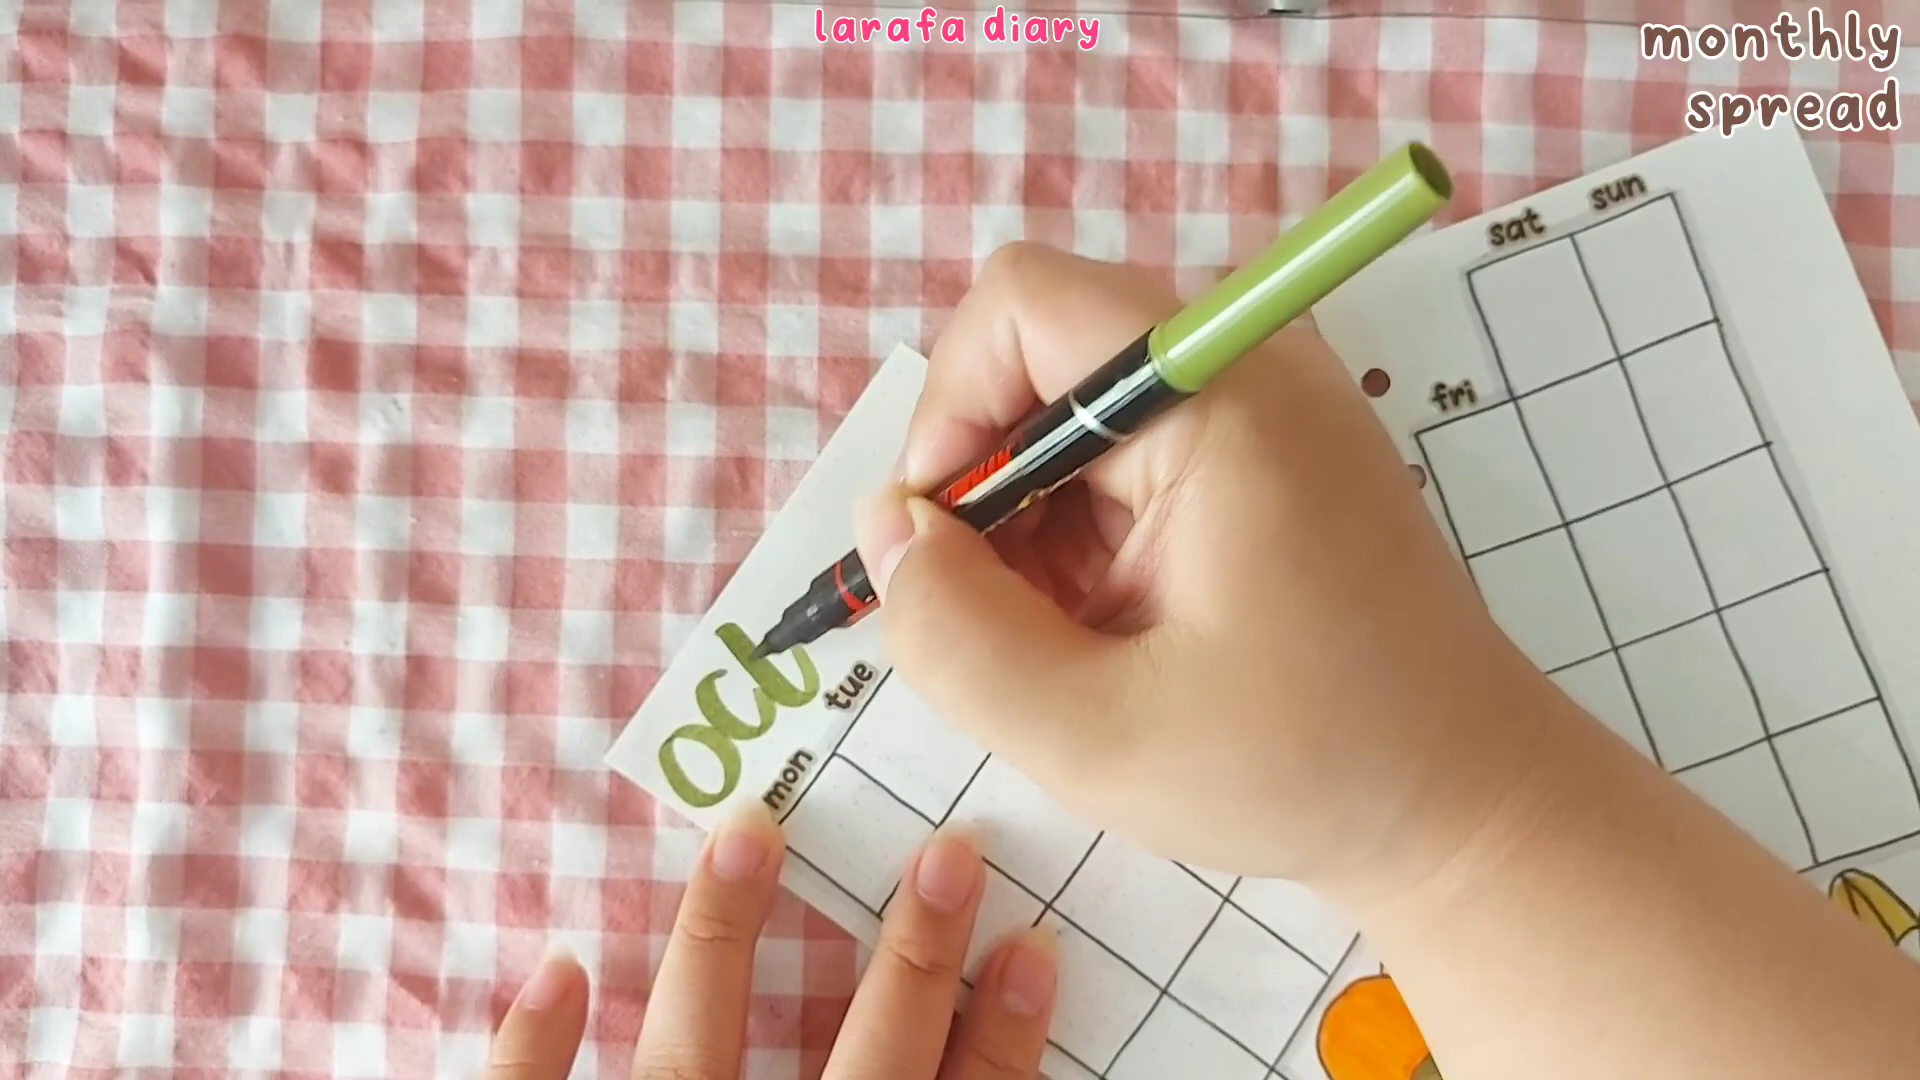 larafa diary
monthly
spread
sun
sat
fri
oct
tue
mon